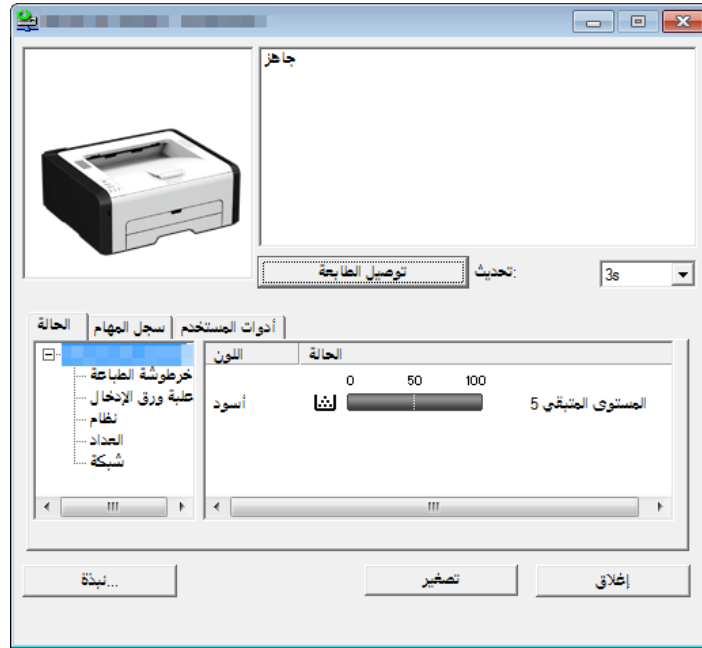 جاهز
توصيل الطابعة
تحديث:
3s
الحالة
سجل المهام
أدوات المستخدم
خرطوشة الطباعة
علبة ورق الإدخال
نظام
العداد
شبكة
اللون
الحالة
0 50 100
أسود
المستوى المتبقي 5
نبذة...
تصغير
إغلاق